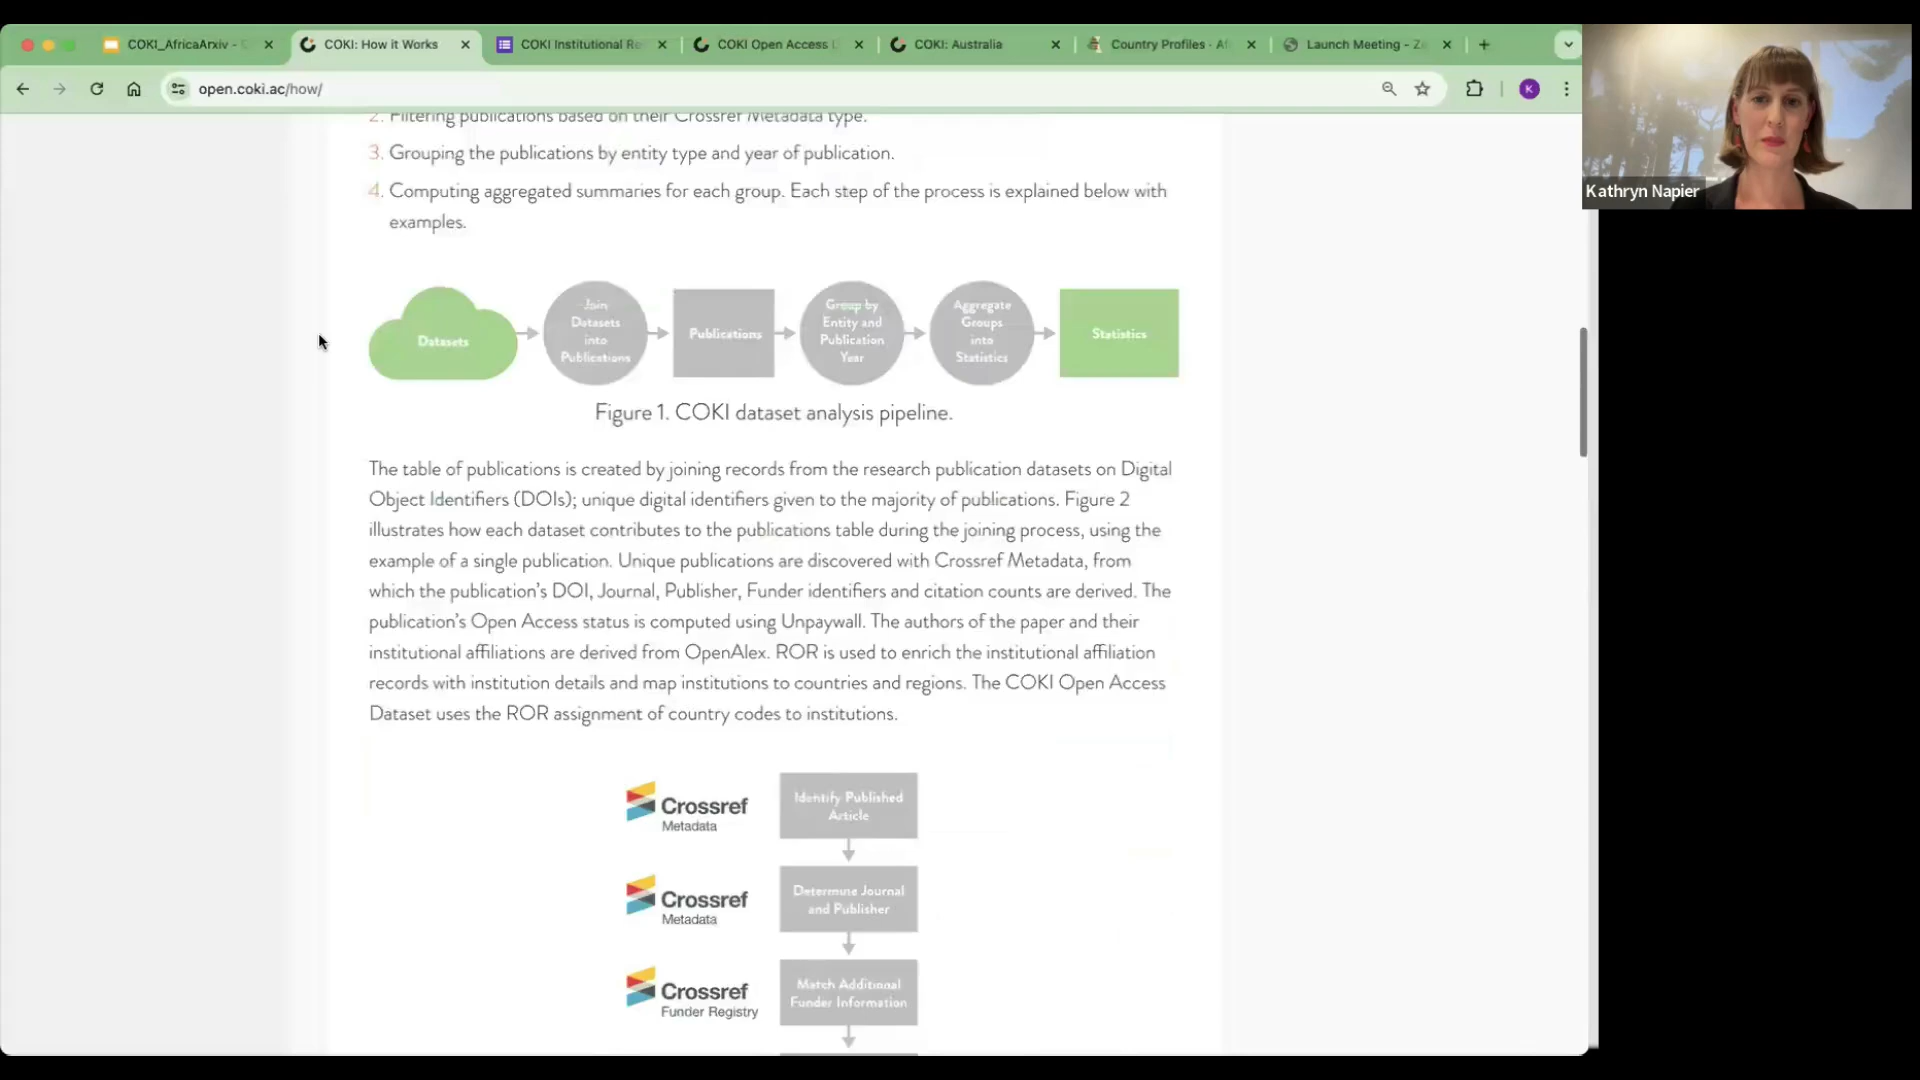 COKI_AfricaArxiv -
COKI: How it Works
COKI Institutional Re
COKI Open Access D
COKI: Australia
Country Profiles - Af
Launch Meeting - Z
open.coki.ac/how/
K
Kathryn Napier
2. Filtering publications based on their Crossref Metadata type.
3. Grouping the publications by entity type and year of publication.
4. Computing aggregated summaries for each group. Each step of the process is explained below with
examples.
Datasets
Join
Datasets
into
Publications
Publications
Group by
Entity and
Publication
Year
Aggregate
Groups
into
Statistics
Statistics
Figure 1. COKI dataset analysis pipeline.
The table of publications is created by joining records from the research publication datasets on Digital
Object Identifiers (DOIs); unique digital identifiers given to the majority of publications. Figure 2
illustrates how each dataset contributes to the publications table during the joining process, using the
example of a single publication. Unique publications are discovered with Crossref Metadata, from
which the publication's DOI, Journal, Publisher, Funder identifiers and citation counts are derived. The
publication's Open Access status is computed using Unpaywall. The authors of the paper and their
institutional affiliations are derived from OpenAlex. ROR is used to enrich the institutional affiliation
records with institution details and map institutions to countries and regions. The COKI Open Access
Dataset uses the ROR assignment of country codes to institutions.
Crossref
Metadata
Identify Published
Article
Crossref
Metadata
Determine Journal
and Publisher
Crossref
Funder Registry
Match Additional
Funder Information